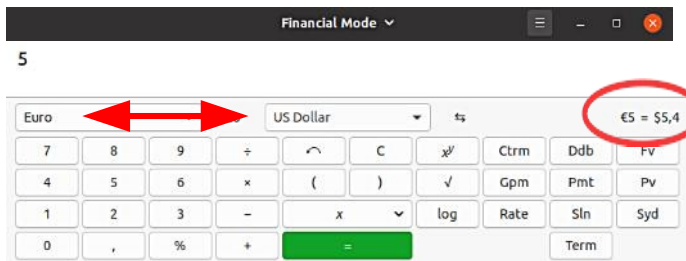 Financial Mode
5
Euro US Dollar €5 = $5,4
7 8 9 ÷ C xʸ Ctrm Ddb Fv
4 5 6 × ( ) √ Gpm Pmt Pv
1 2 3 − x log Rate Sln Syd
0 , % + = Term